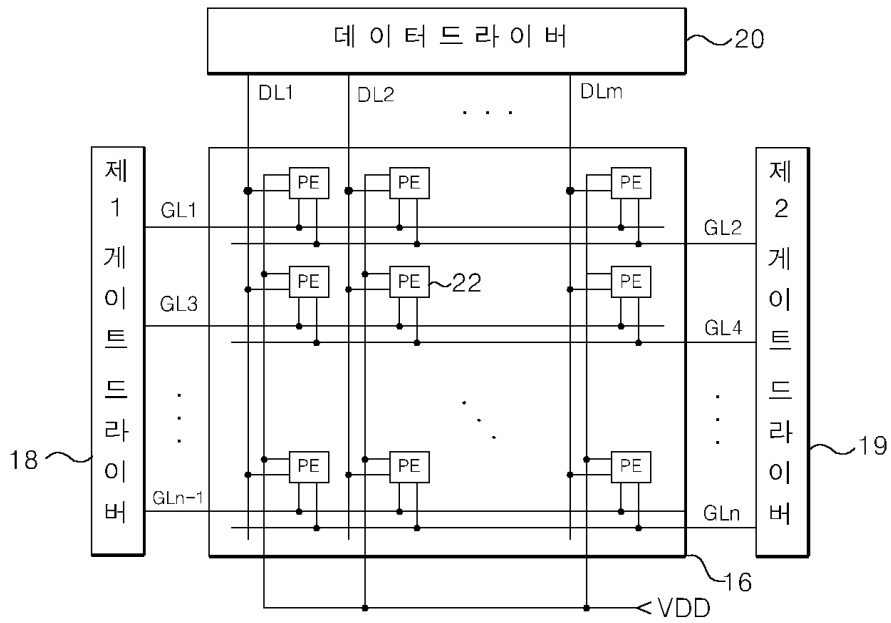 데이터드라이버
20
DL1
DL2
DLm
. . .
제1게이트드라이버
제2게이트드라이버
PE PE PE
GL1
GL2
PE PE PE
22
GL3
GL4
18
19
PE PE PE
GLn-1
GLn
16
VDD